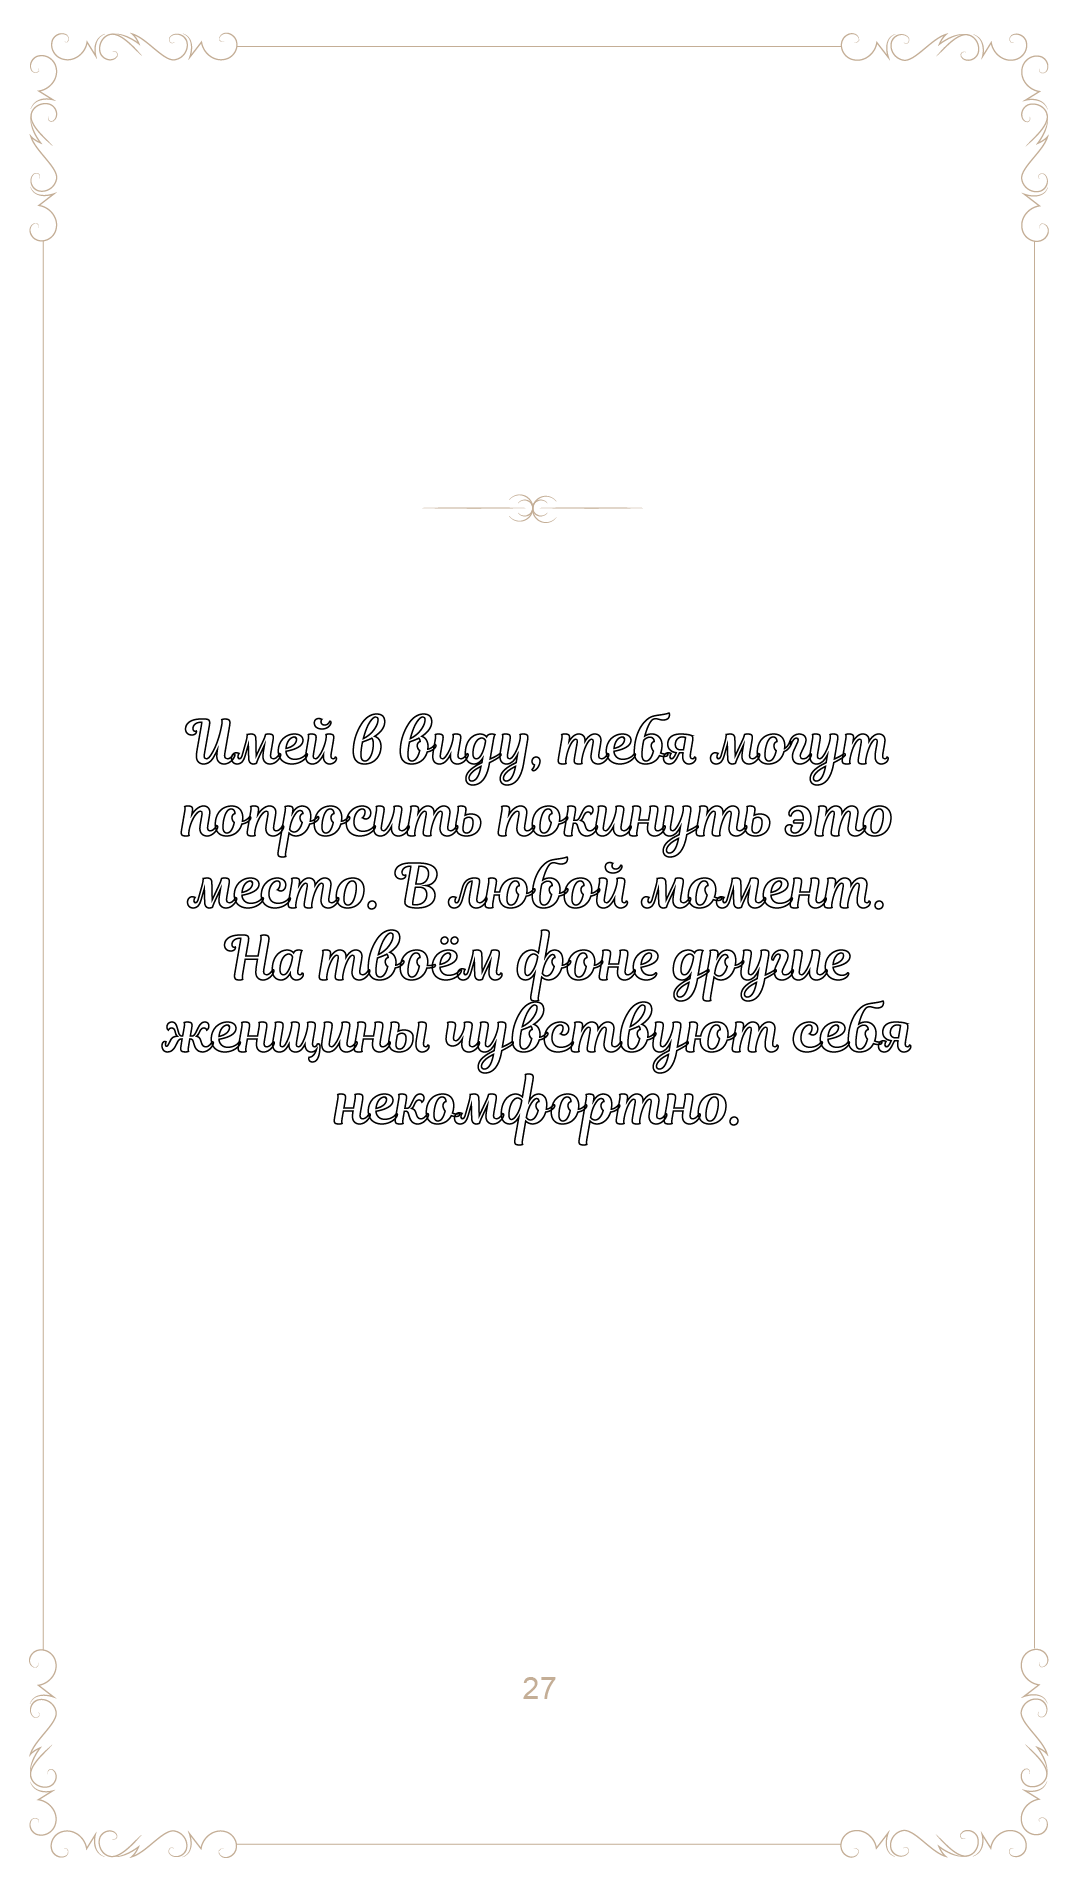 Имей в виду, тебя могут
попросить покинуть это
место. В любой момент.
На твоём фоне другие
женщины чувствуют себя
некомфортно.
27